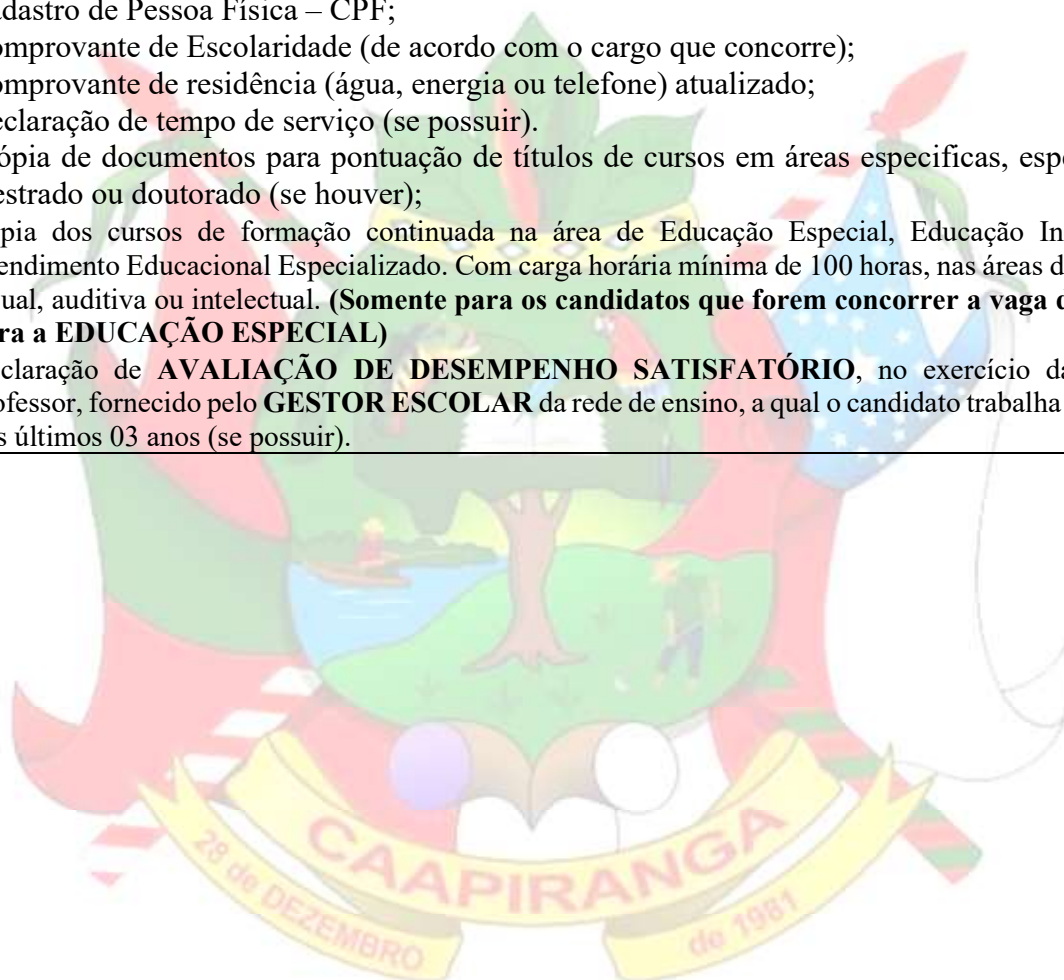 adastro de Pessoa Física – CPF;
omprovante de Escolaridade (de acordo com o cargo que concorre);
omprovante de residência (água, energia ou telefone) atualizado;
eclaração de tempo de serviço (se possuir).
ópia de documentos para pontuação de títulos de cursos em áreas especificas, esp
estrado ou doutorado (se houver);
pia dos cursos de formação continuada na área de Educação Especial, Educação In
endimento Educacional Especializado. Com carga horária mínima de 100 horas, nas áreas d
ual, auditiva ou intelectual. (Somente para os candidatos que forem concorrer a vaga
ra a EDUCAÇÃO ESPECIAL)
claração de AVALIAÇÃO DE DESEMPENHO SATISFATÓRIO, no exercício da
ofessor, fornecido pelo GESTOR ESCOLAR da rede de ensino, a qual o candidato trabalha
s últimos 03 anos (se possuir).
CAAPIRANGA
28 de DEZEMBRO de 1981